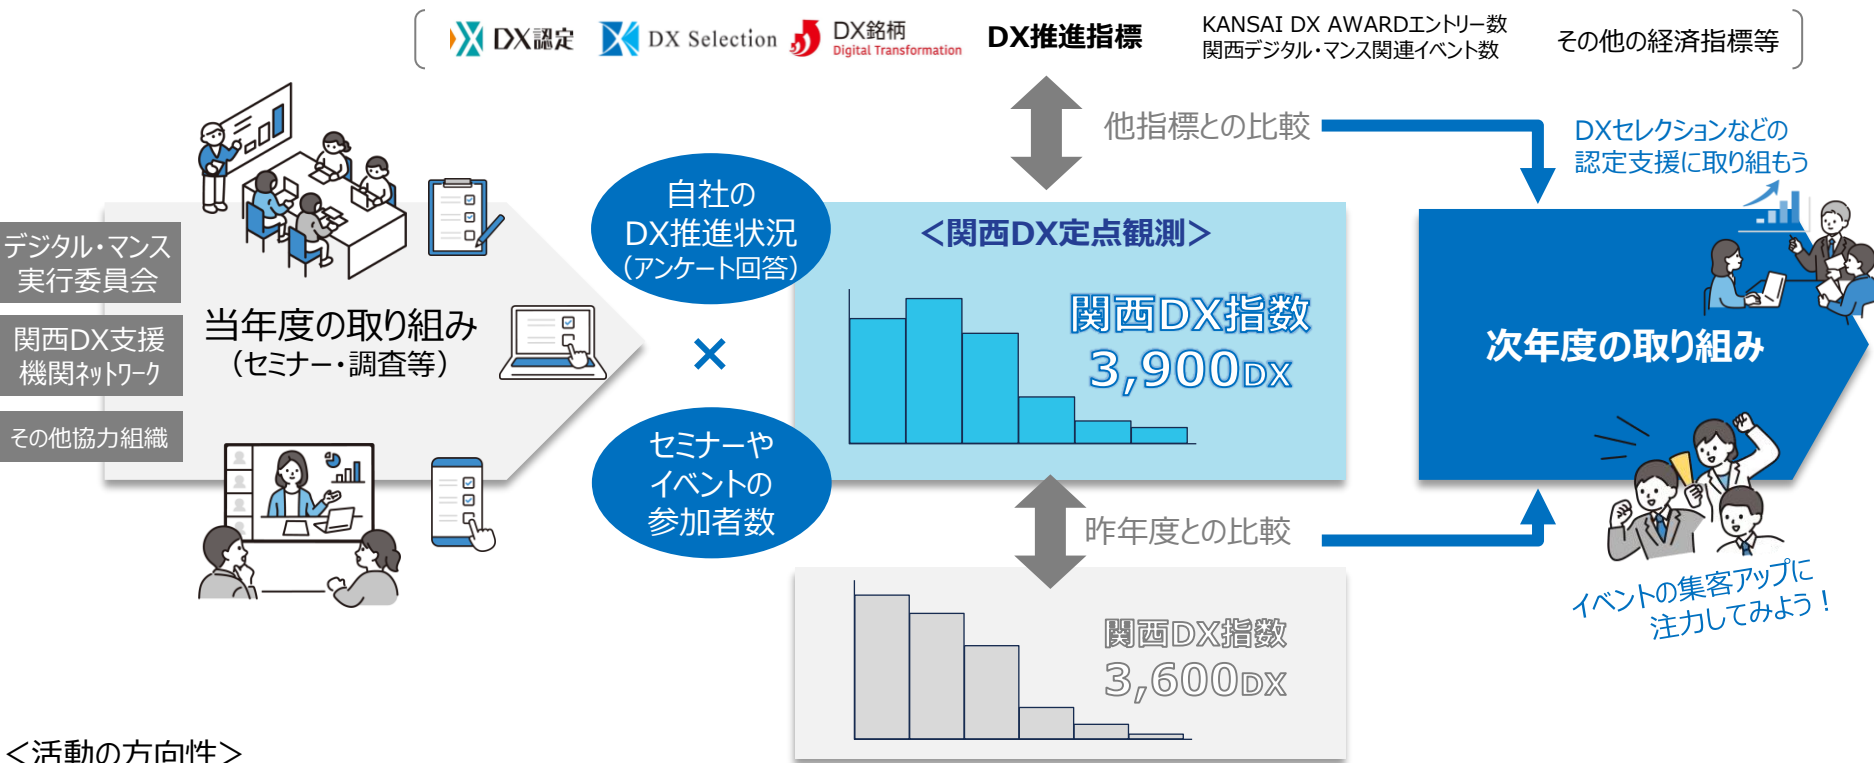 DX認定
DX Selection
DX銘柄
Digital Transformation
DX推進指標
KANSAI DX AWARDエントリー数
関西デジタル・マンス関連イベント数
その他の経済指標等
他指標との比較
DXセレクションなどの
認定支援に取り組もう
デジタル・マンス
実行委員会
関西DX支援
機関ネットワーク
その他協力組織
当年度の取り組み
（セミナー・調査等）
自社の
DX推進状況
（アンケート回答）
×
セミナーや
イベントの
参加者数
＜関西DX定点観測＞
関西DX指数
3,900DX
次年度の取り組み
昨年度との比較
イベントの集客アップに
注力してみよう！
関西DX指数
3,600DX
＜活動の方向性＞